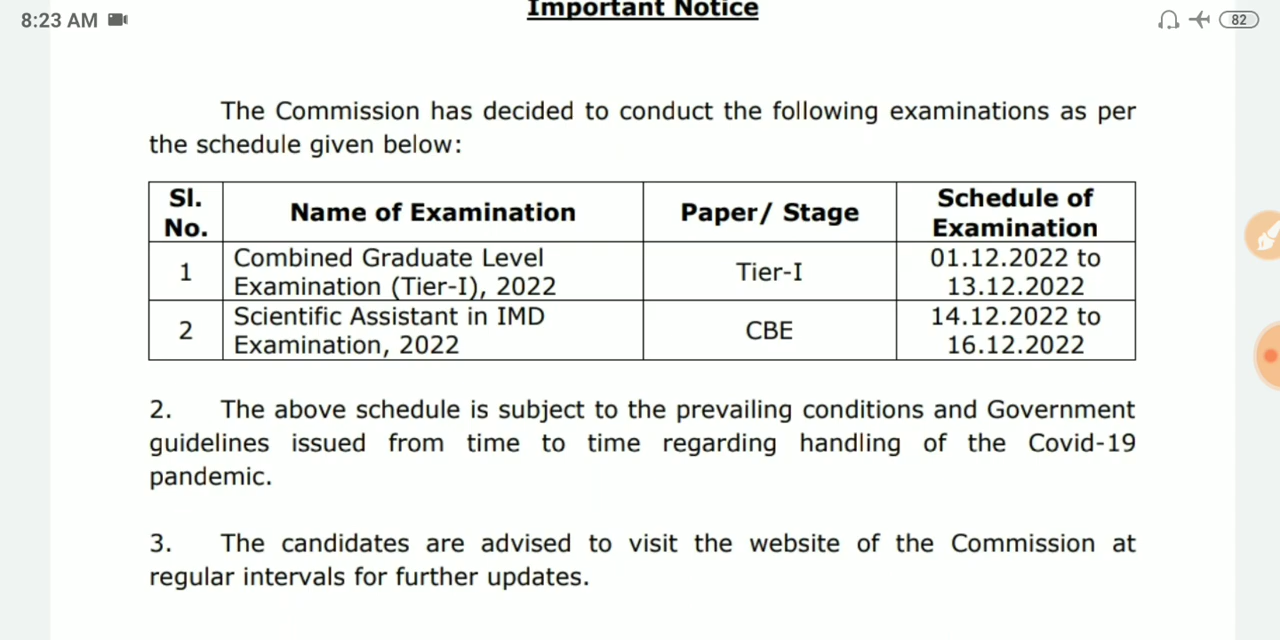 8:23 AM
82
Important Notice
The Commission has decided to conduct the following examinations as per
the schedule given below:
Sl. No. Name of Examination Paper/ Stage Schedule of Examination
1 Combined Graduate Level Examination (Tier-I), 2022 Tier-I 01.12.2022 to 13.12.2022
2 Scientific Assistant in IMD Examination, 2022 CBE 14.12.2022 to 16.12.2022
2. The above schedule is subject to the prevailing conditions and Government
guidelines issued from time to time regarding handling of the Covid-19
pandemic.
3. The candidates are advised to visit the website of the Commission at
regular intervals for further updates.